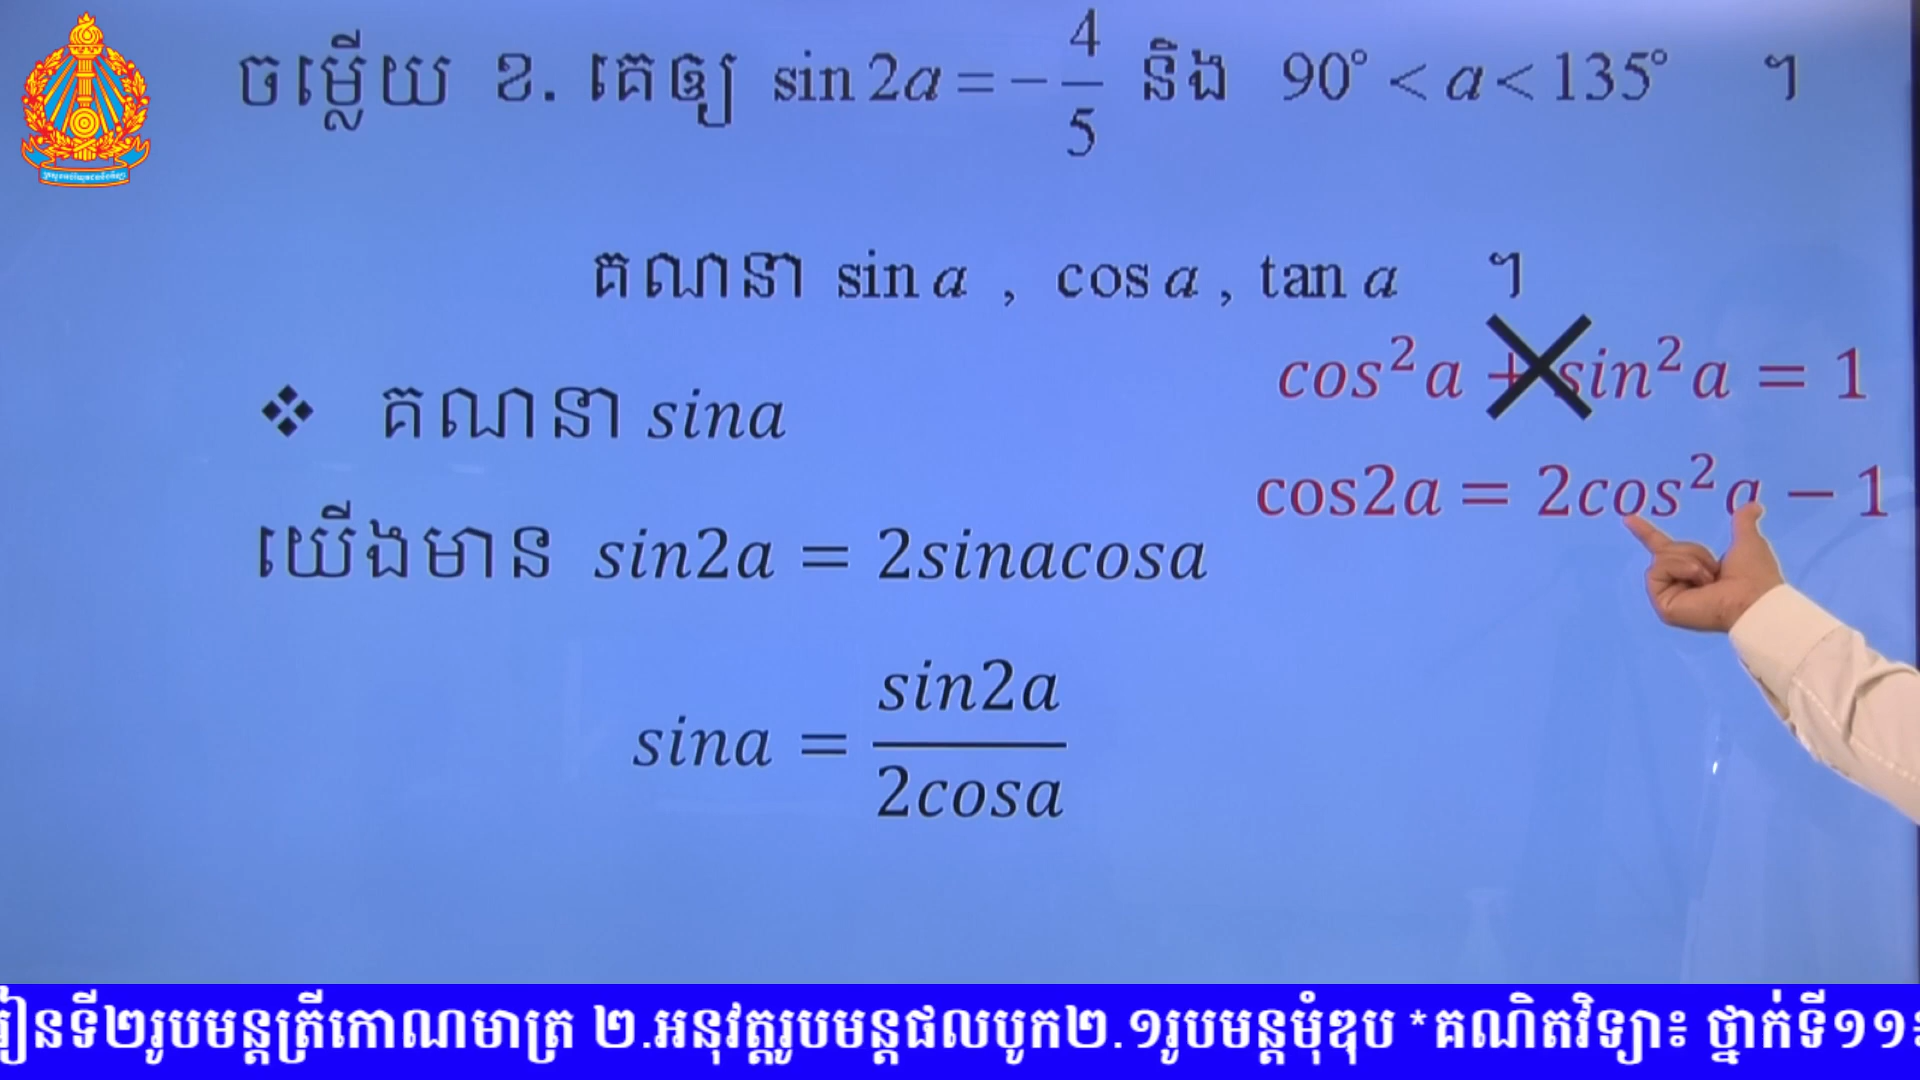 ចម្លើយ ខ. គេឲ្យ sin 2a = -4/5 និង 90° < a < 135° ។
គណនា sin a , cos a , tan a ។
cos²a + sin²a = 1
❖ គណនា sina
cos2a = 2cos²a − 1
យើងមាន sin2a = 2sinacosa
sina = sin2a/2cosa
រៀនទី២រូបមន្តត្រីកោណមាត្រ ២.អនុវត្តរូបមន្តផលបូក២.១រូបមន្តមុំឌុប *គណិតវិទ្យា៖ ថ្នាក់ទី១១៖